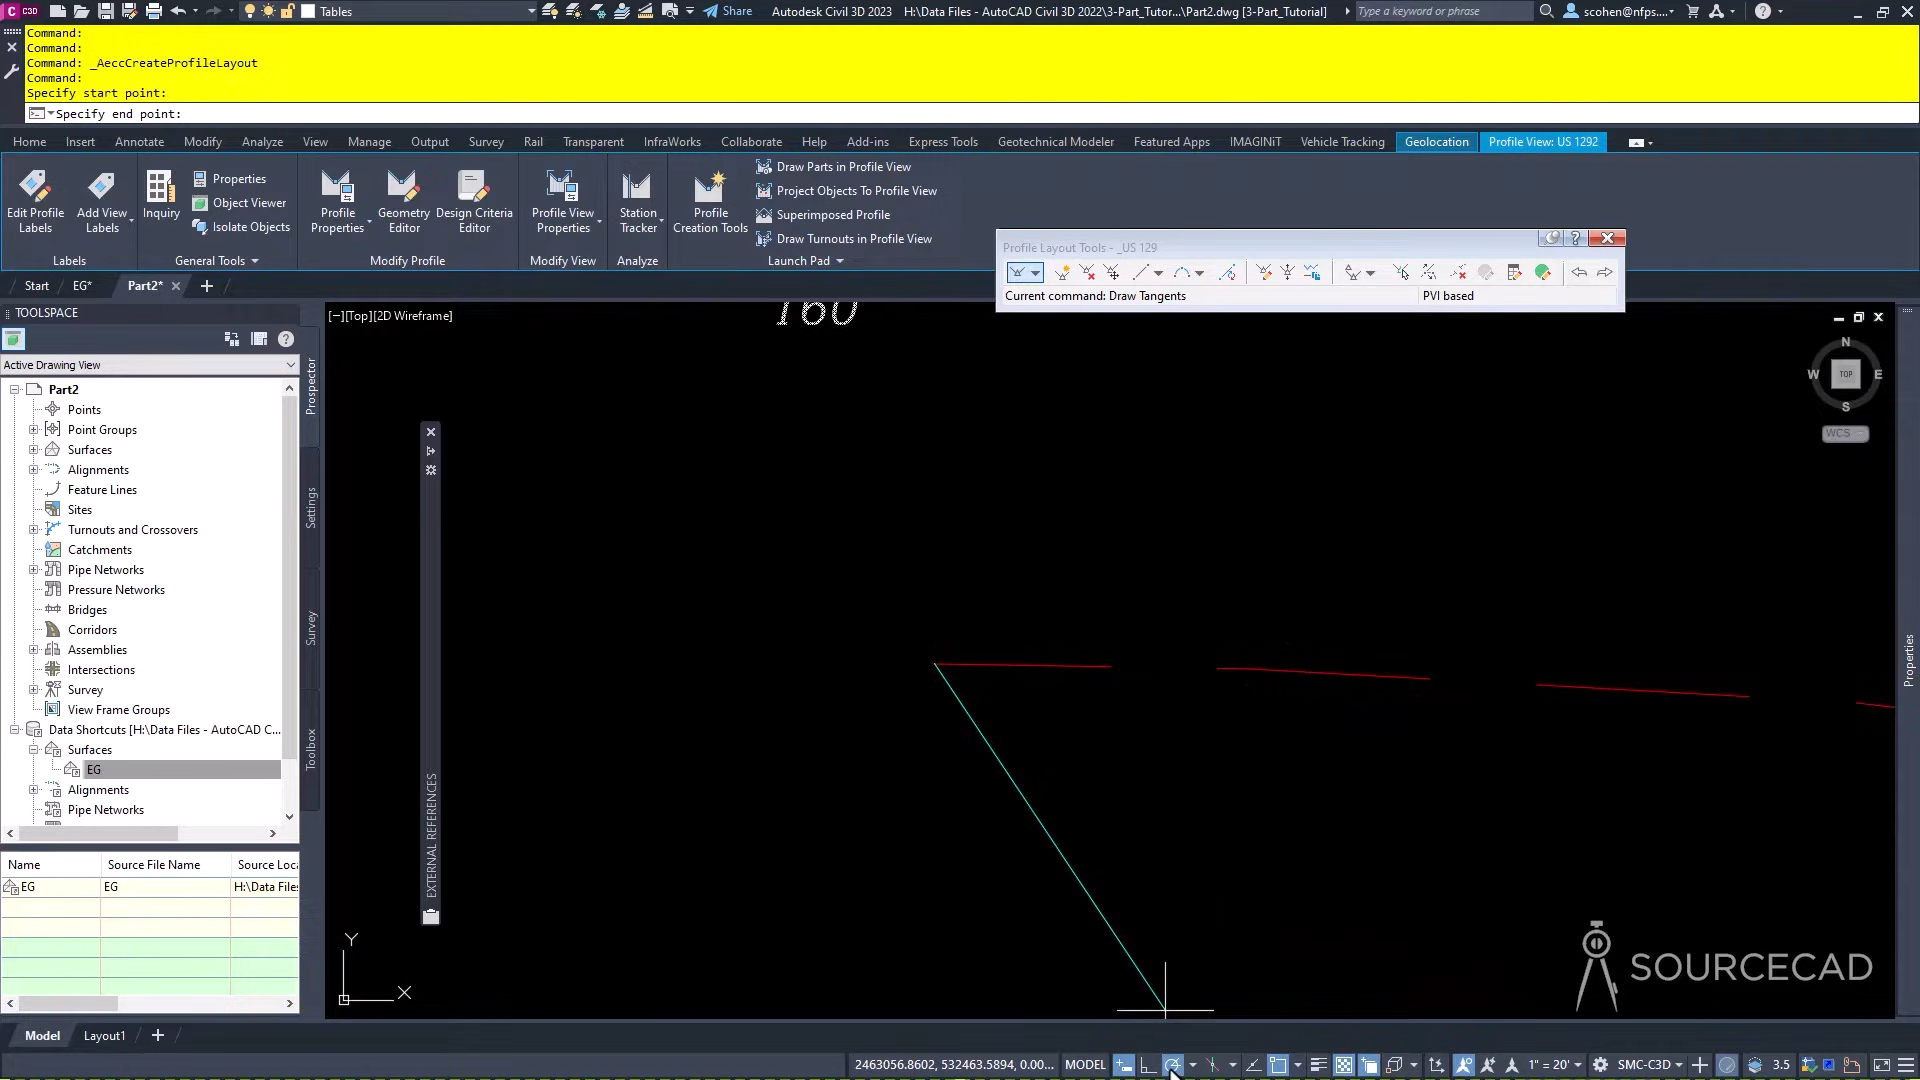 C3D
Tables
Share
Autodesk Civil 3D 2023
H:\Data Files - AutoCAD Civil 3D 2022\3-Part_Tutor...\Part2.dwg [3-Part_Tutorial]
Type a keyword or phrase
scohen@nfps....
Command:
Command:
Command: _AeccCreateProfileLayout
Command:
Specify start point:
Specify end point:
Home Insert Annotate Modify Analyze View Manage Output Survey Rail Transparent InfraWorks Collaborate Help Add-ins Express Tools Geotechnical Modeler Featured Apps IMAGINiT Vehicle Tracking Geolocation Profile View: US 1292
Edit Profile
Labels
Add View
Labels
Inquiry
Properties
Object Viewer
Isolate Objects
Profile
Properties
Geometry
Editor
Design Criteria
Editor
Profile View
Properties
Station
Tracker
Profile
Creation Tools
Draw Parts in Profile View
Project Objects To Profile View
Superimposed Profile
Draw Turnouts in Profile View
Labels
General Tools
Modify Profile
Modify View
Analyze
Launch Pad
Profile Layout Tools - _US 129
Current command: Draw Tangents
PVI based
Start EG* Part2*
TOOLSPACE
Active Drawing View
Part2
Points
Point Groups
Surfaces
Alignments
Feature Lines
Sites
Turnouts and Crossovers
Catchments
Pipe Networks
Pressure Networks
Bridges
Corridors
Assemblies
Intersections
Survey
View Frame Groups
Data Shortcuts [H:\Data Files - AutoCAD C...
Surfaces
EG
Alignments
Pipe Networks
Prospector
Settings
Survey
Toolbox
Name Source File Name Source Loc
EG EG H:\Data Files
[−][Top][2D Wireframe]
160
EXTERNAL REFERENCES
Y
X
N
W TOP E
S
WCS
Properties
SOURCECAD
Model Layout1
2463056.8602, 532463.5894, 0.00... MODEL
1" = 20'
SMC-C3D
3.5